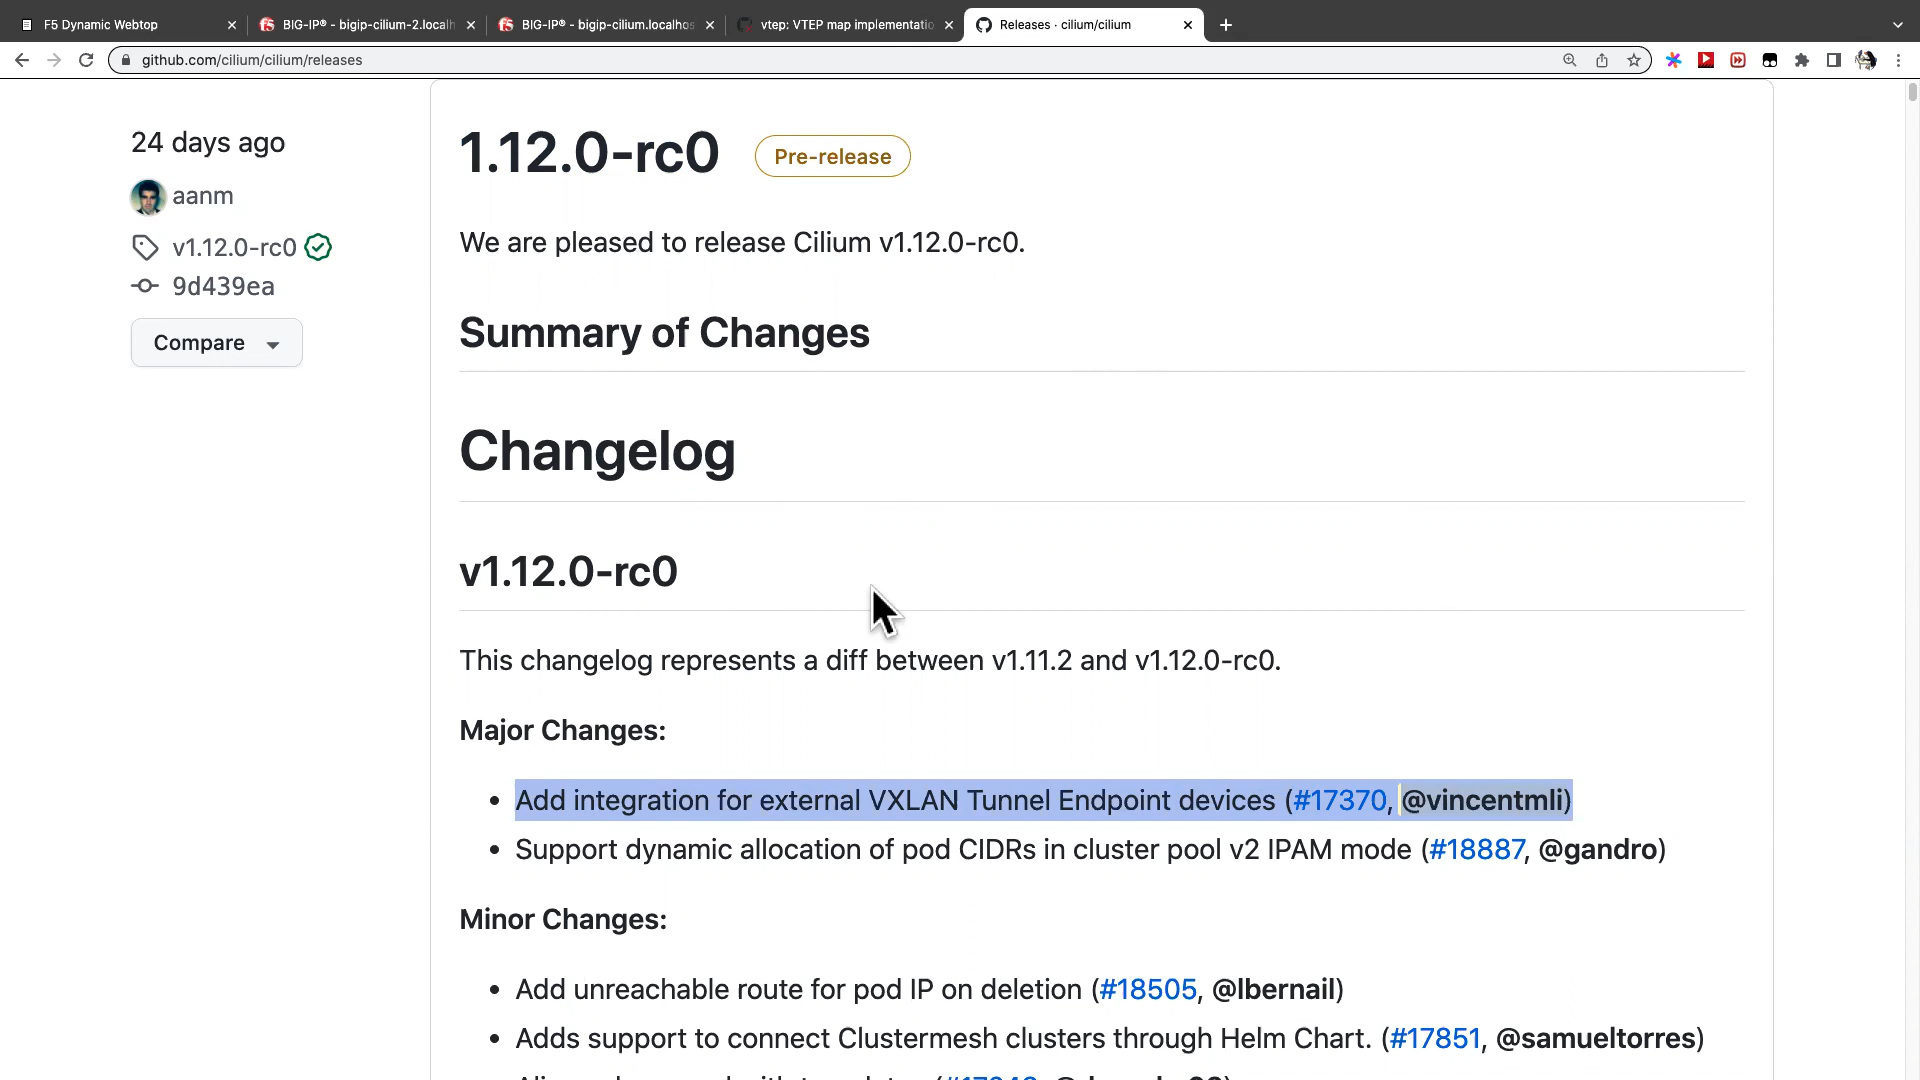 F5 Dynamic Webtop
BIG-IP® - bigip-cilium-2.localh
BIG-IP® - bigip-cilium.localhos
vtep: VTEP map implementatio
Releases · cilium/cilium
github.com/cilium/cilium/releases
24 days ago
aanm
v1.12.0-rc0
9d439ea
Compare
1.12.0-rc0 Pre-release
We are pleased to release Cilium v1.12.0-rc0.
Summary of Changes
Changelog
v1.12.0-rc0
This changelog represents a diff between v1.11.2 and v1.12.0-rc0.
Major Changes:
• Add integration for external VXLAN Tunnel Endpoint devices (#17370, @vincentmli)
• Support dynamic allocation of pod CIDRs in cluster pool v2 IPAM mode (#18887, @gandro)
Minor Changes:
• Add unreachable route for pod IP on deletion (#18505, @lbernail)
• Adds support to connect Clustermesh clusters through Helm Chart. (#17851, @samueltorres)